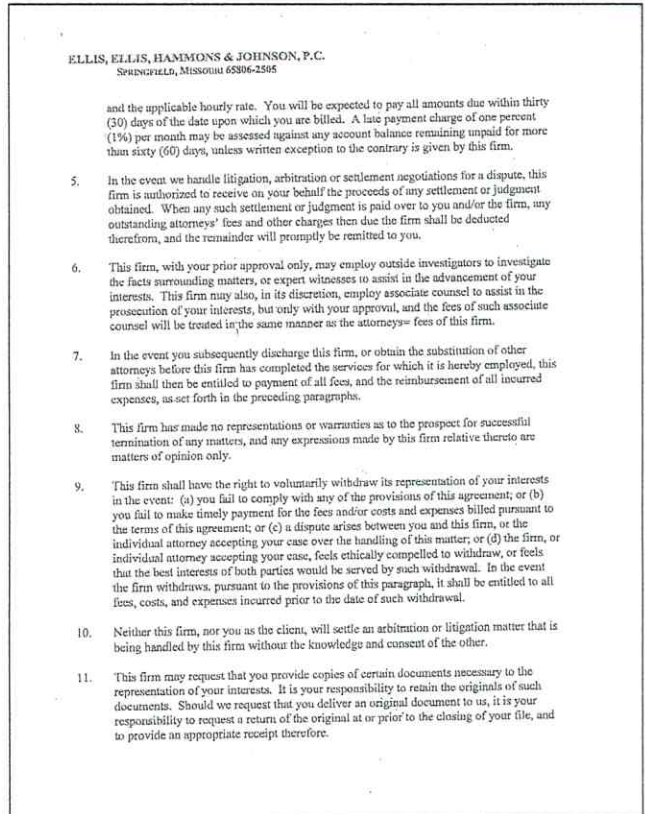 ELLIS, ELLIS, HAMMONS & JOHNSON, P.C.
SPRINGFIELD, MISSOURI 65806-2505
and the applicable hourly rate. You will be expected to pay all amounts due within thirty
(30) days of the date upon which you are billed. A late payment charge of one percent
(1%) per month may be assessed against any account balance remaining unpaid for more
than sixty (60) days, unless written exception to the contrary is given by this firm.
5. In the event we handle litigation, arbitration or settlement negotiations for a dispute, this
firm is authorized to receive on your behalf the proceeds of any settlement or judgment
obtained. When any such settlement or judgment is paid over to you and/or the firm, any
outstanding attorneys' fees and other charges then due the firm shall be deducted
therefrom, and the remainder will promptly be remitted to you.
6. This firm, with your prior approval only, may employ outside investigators to investigate
the facts surrounding matters, or expert witnesses to assist in the advancement of your
interests. This firm may also, in its discretion, employ associate counsel to assist in the
prosecution of your interests, but only with your approval, and the fees of such associate
counsel will be treated in the same manner as the attorneys= fees of this firm.
7. In the event you subsequently discharge this firm, or obtain the substitution of other
attorneys before this firm has completed the services for which it is hereby employed, this
firm shall then be entitled to payment of all fees, and the reimbursement of all incurred
expenses, as set forth in the preceding paragraphs.
8. This firm has made no representations or warranties as to the prospect for successful
termination of any matters, and any expressions made by this firm relative thereto are
matters of opinion only.
9. This firm shall have the right to voluntarily withdraw its representation of your interests
in the event: (a) you fail to comply with any of the provisions of this agreement; or (b)
you fail to make timely payment for the fees and/or costs and expenses billed pursuant to
the terms of this agreement; or (c) a dispute arises between you and this firm, or the
individual attorney accepting your case over the handling of this matter; or (d) the firm, or
individual attorney accepting your case, feels ethically compelled to withdraw, or feels
that the best interests of both parties would be served by such withdrawal. In the event
the firm withdraws, pursuant to the provisions of this paragraph, it shall be entitled to all
fees, costs, and expenses incurred prior to the date of such withdrawal.
10. Neither this firm, nor you as the client, will settle an arbitration or litigation matter that is
being handled by this firm without the knowledge and consent of the other.
11. This firm may request that you provide copies of certain documents necessary to the
representation of your interests. It is your responsibility to retain the originals of such
documents. Should we request that you deliver an original document to us, it is your
responsibility to request a return of the original at or prior to the closing of your file, and
to provide an appropriate receipt therefore.